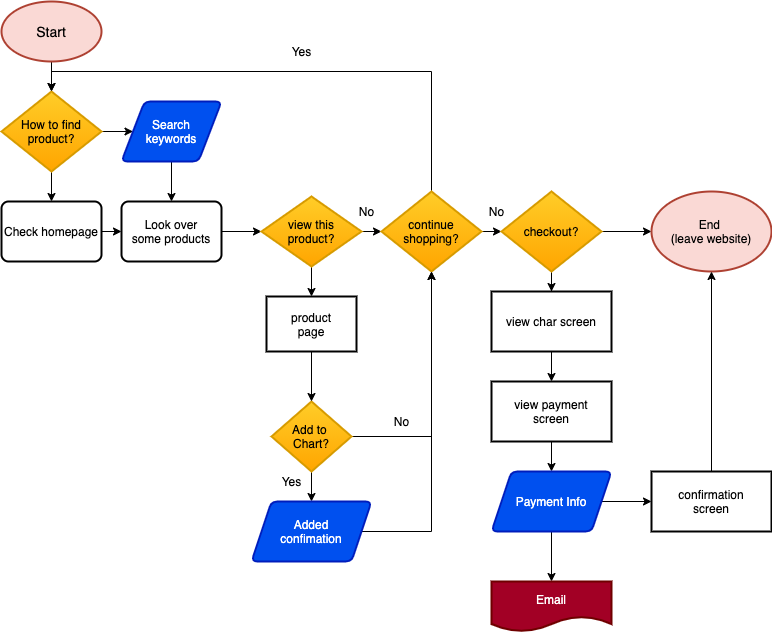 Start
Yes
How to find
product?
Search
keywords
Check homepage
Look over
some products
view this
product?
No
continue
shopping?
No
checkout?
End
(leave website)
product
page
view char screen
Add to
Chart?
No
Yes
Added
confimation
view payment
screen
Payment Info
confirmation
screen
Email